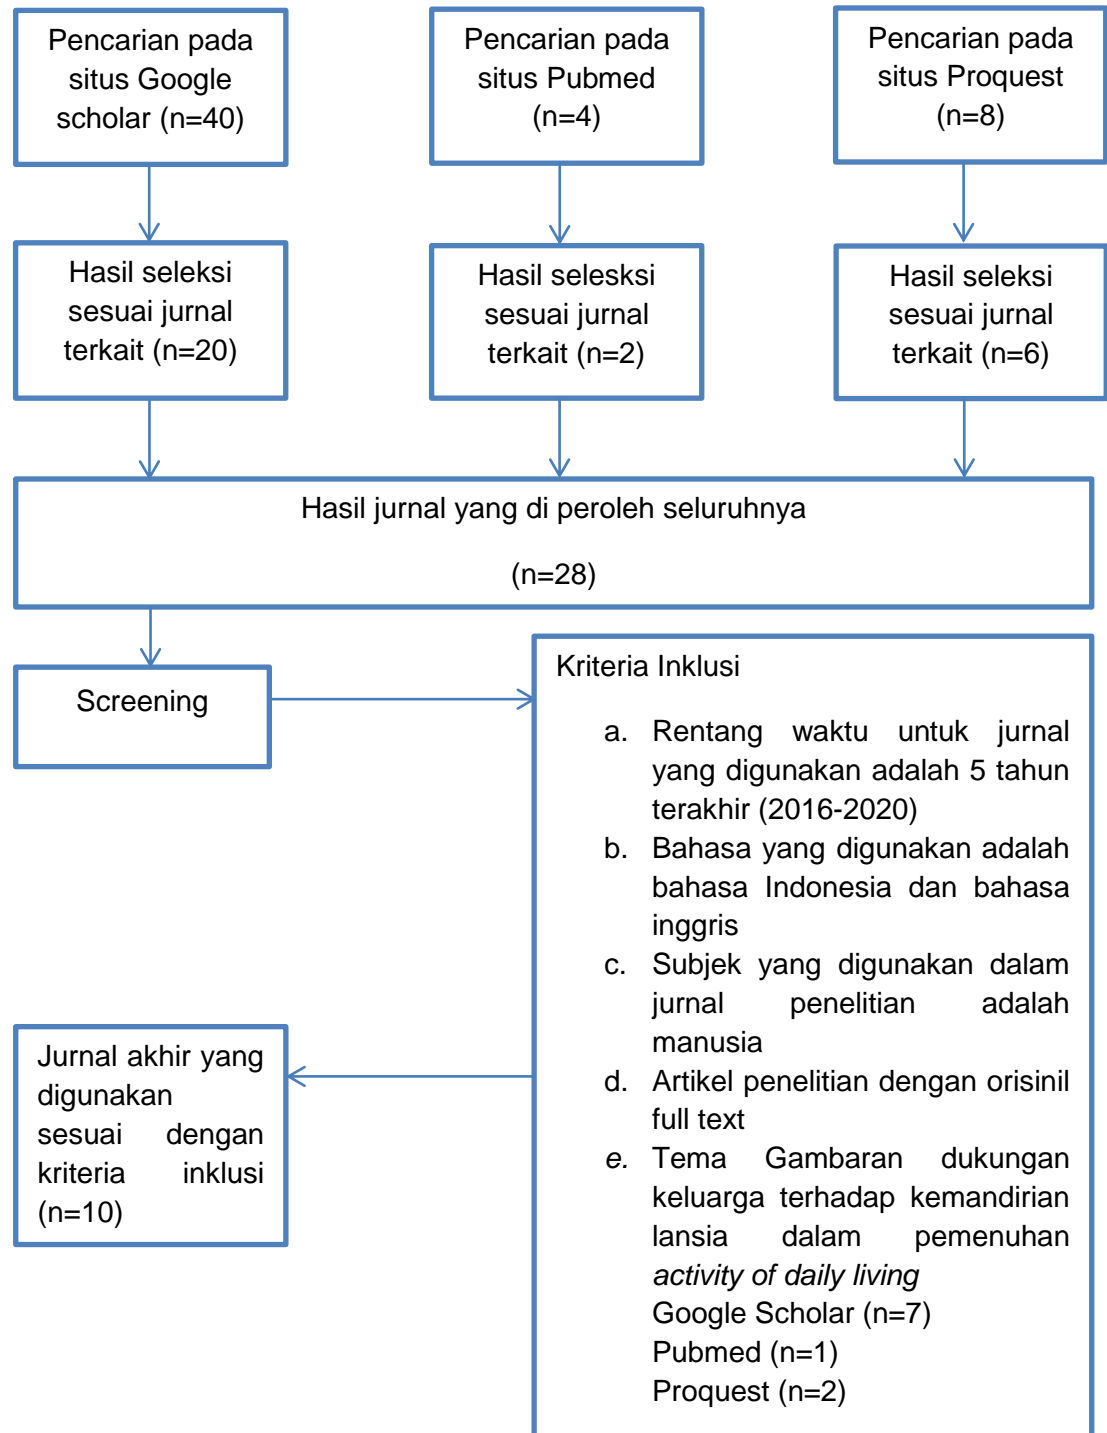 Pencarian pada
situs Google
scholar (n=40)
Pencarian pada
situs Pubmed
(n=4)
Pencarian pada
situs Proquest
(n=8)
Hasil seleksi
sesuai jurnal
terkait (n=20)
Hasil selesksi
sesuai jurnal
terkait (n=2)
Hasil seleksi
sesuai jurnal
terkait (n=6)
Hasil jurnal yang di peroleh seluruhnya
(n=28)
Screening
Kriteria Inklusi
a. Rentang waktu untuk jurnal
yang digunakan adalah 5 tahun
terakhir (2016-2020)
b. Bahasa yang digunakan adalah
bahasa Indonesia dan bahasa
inggris
c. Subjek yang digunakan dalam
jurnal penelitian adalah
manusia
d. Artikel penelitian dengan orisinil
full text
e. Tema Gambaran dukungan
keluarga terhadap kemandirian
lansia dalam pemenuhan
activity of daily living
Google Scholar (n=7)
Pubmed (n=1)
Proquest (n=2)
Jurnal akhir yang
digunakan
sesuai dengan
kriteria inklusi
(n=10)